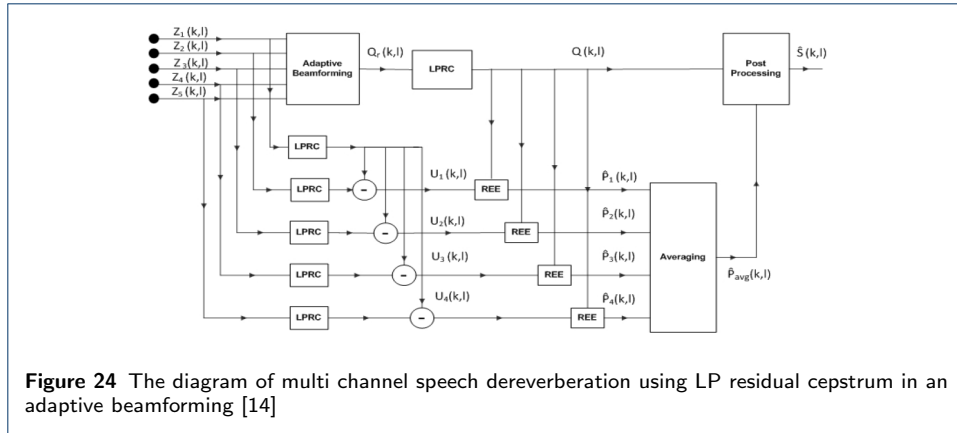 Z₁(k,l)
Z₂(k,l)
Z₃(k,l)
Z₄(k,l)
Z₅(k,l)
Adaptive
Beamforming
Qᵣ(k,l)
LPRC
Q(k,l)
Post
Processing
Ŝ(k,l)
LPRC
LPRC
-
U₁(k,l)
REE
P̂₁(k,l)
LPRC
-
U₂(k,l)
REE
P̂₂(k,l)
LPRC
-
U₃(k,l)
REE
P̂₃(k,l)
LPRC
-
U₄(k,l)
REE
P̂₄(k,l)
Averaging
P̂avg(k,l)
Figure 24 The diagram of multi channel speech dereverberation using LP residual cepstrum in an
adaptive beamforming [14]